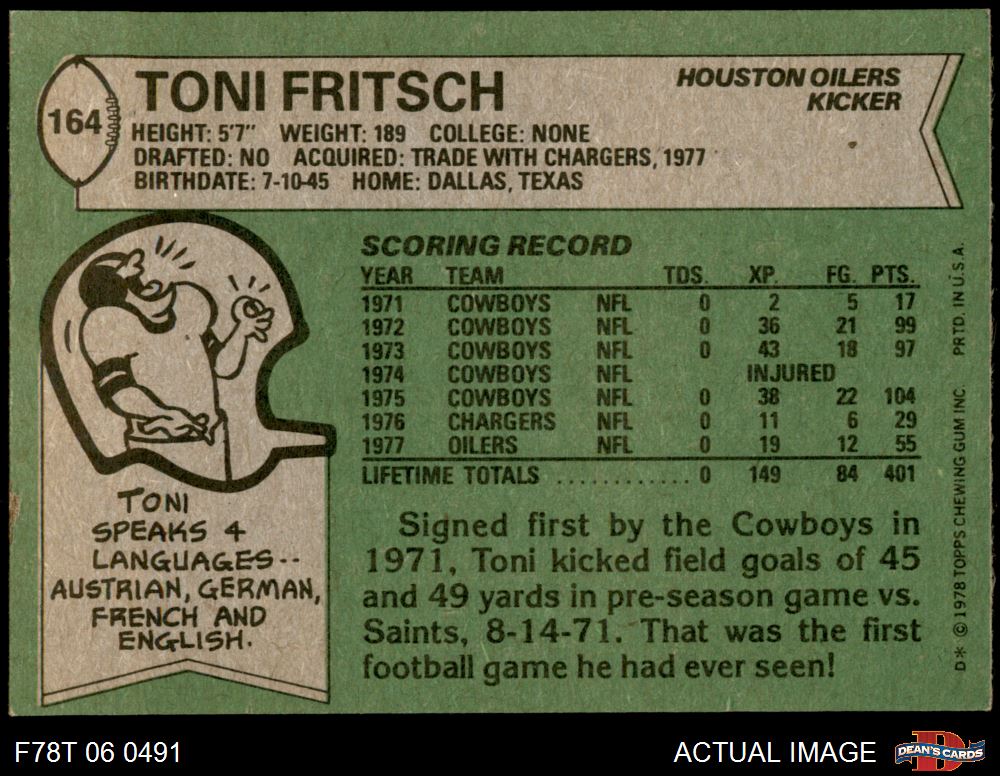 164
TONI FRITSCH
HOUSTON OILERS
KICKER
HEIGHT: 5'7" WEIGHT: 189 COLLEGE: NONE
DRAFTED: NO ACQUIRED: TRADE WITH CHARGERS, 1977
BIRTHDATE: 7-10-45 HOME: DALLAS, TEXAS
SCORING RECORD
YEAR TEAM TDS. XP. FG. PTS.
1971 COWBOYS NFL 0 2 5 17
1972 COWBOYS NFL 0 36 21 99
1973 COWBOYS NFL 0 43 18 97
1974 COWBOYS NFL INJURED
1975 COWBOYS NFL 0 38 22 104
1976 CHARGERS NFL 0 11 6 29
1977 OILERS NFL 0 19 12 55
LIFETIME TOTALS ............ 0 149 84 401
TONI
SPEAKS 4
LANGUAGES--
AUSTRIAN, GERMAN,
FRENCH AND
ENGLISH.
Signed first by the Cowboys in
1971, Toni kicked field goals of 45
and 49 yards in pre-season game vs.
Saints, 8-14-71. That was the first
football game he had ever seen!
D* © 1978 TOPPS CHEWING GUM INC. PRTD. IN U.S.A.
F78T 06 0491
ACTUAL IMAGE
DEAN'S CARDS